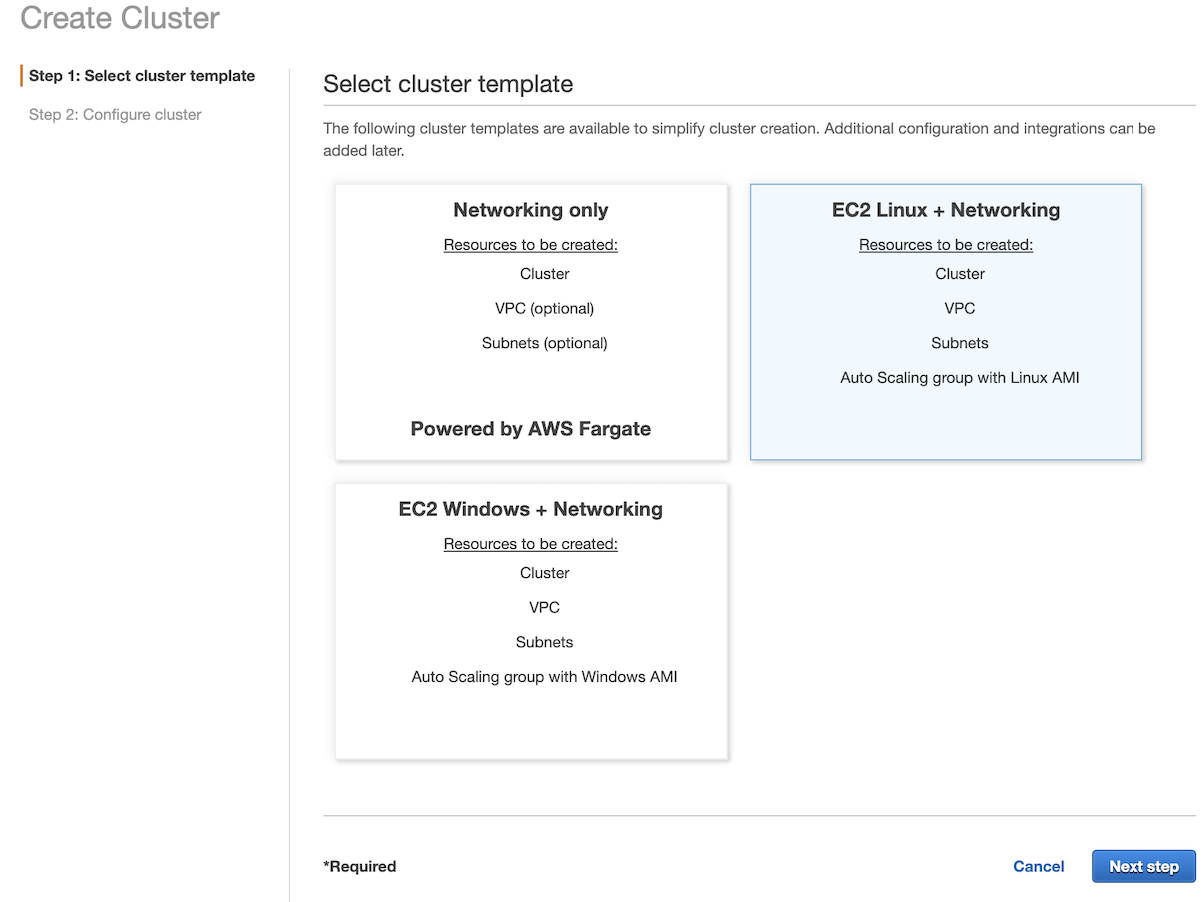 Create Cluster
Step 1: Select cluster template
Step 2: Configure cluster
Select cluster template
The following cluster templates are available to simplify cluster creation. Additional configuration and integrations can be
added later.
Networking only
Resources to be created:
Cluster
VPC (optional)
Subnets (optional)
Powered by AWS Fargate
EC2 Linux + Networking
Resources to be created:
Cluster
VPC
Subnets
Auto Scaling group with Linux AMI
EC2 Windows + Networking
Resources to be created:
Cluster
VPC
Subnets
Auto Scaling group with Windows AMI
*Required
Cancel
Next step